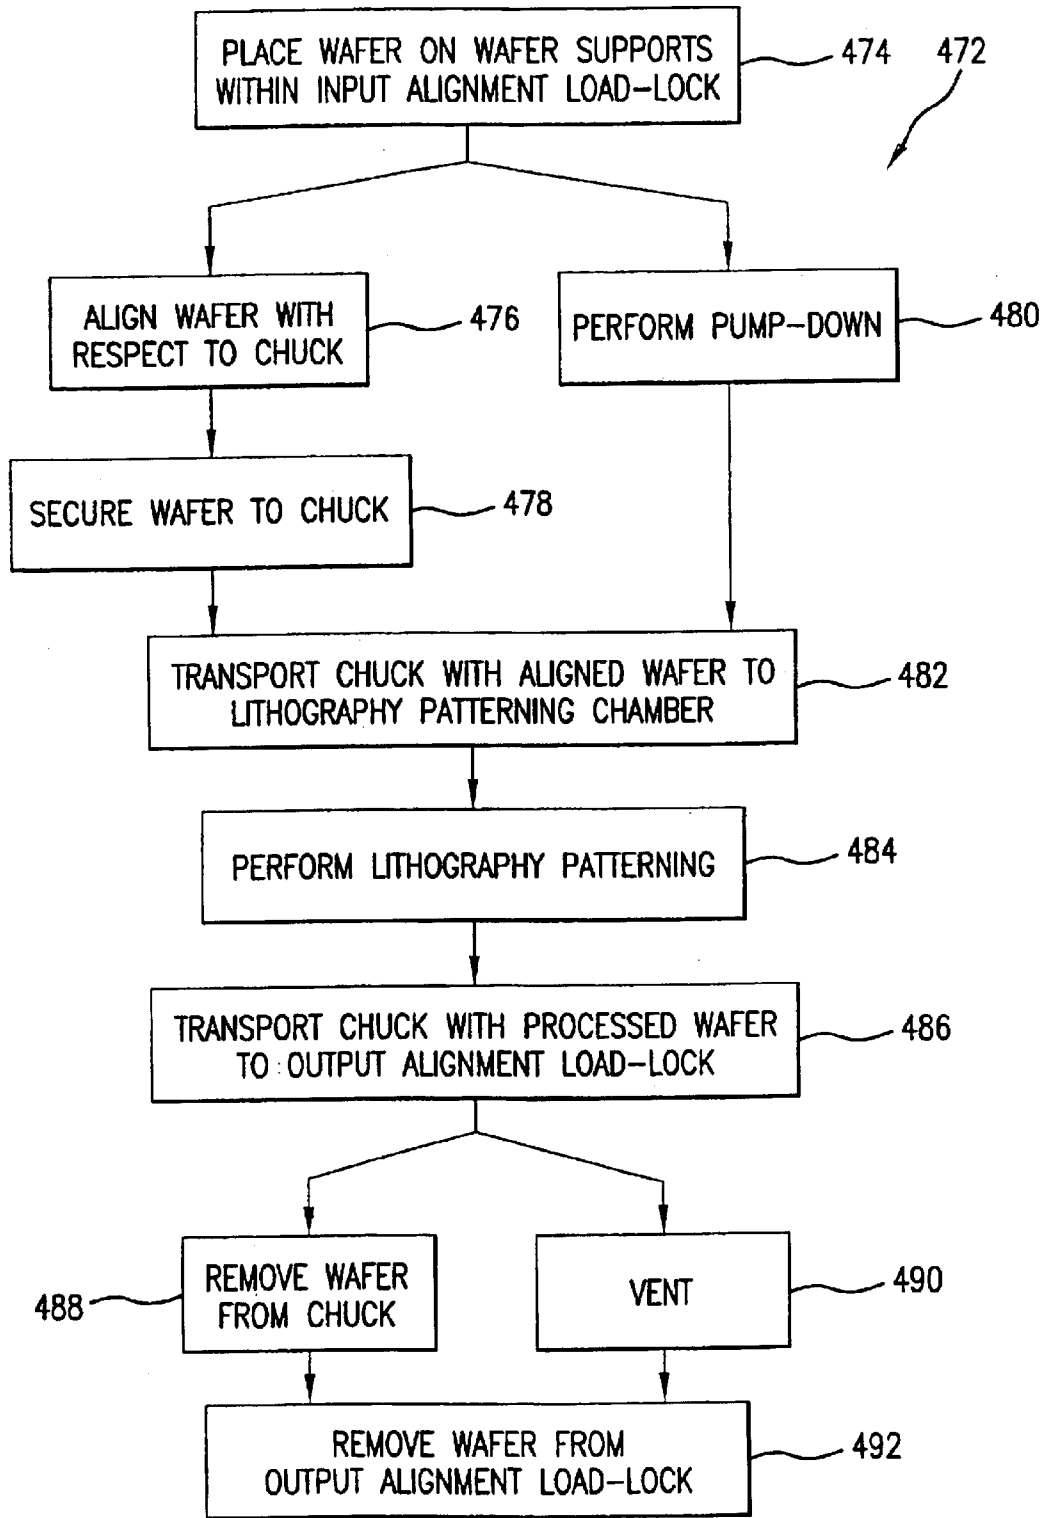 PLACE WAFER ON WAFER SUPPORTS
WITHIN INPUT ALIGNMENT LOAD-LOCK
474
472
ALIGN WAFER WITH
RESPECT TO CHUCK
476
PERFORM PUMP-DOWN
480
SECURE WAFER TO CHUCK
478
TRANSPORT CHUCK WITH ALIGNED WAFER TO
LITHOGRAPHY PATTERNING CHAMBER
482
PERFORM LITHOGRAPHY PATTERNING
484
TRANSPORT CHUCK WITH PROCESSED WAFER
TO OUTPUT ALIGNMENT LOAD-LOCK
486
REMOVE WAFER
FROM CHUCK
488
VENT
490
REMOVE WAFER FROM
OUTPUT ALIGNMENT LOAD-LOCK
492